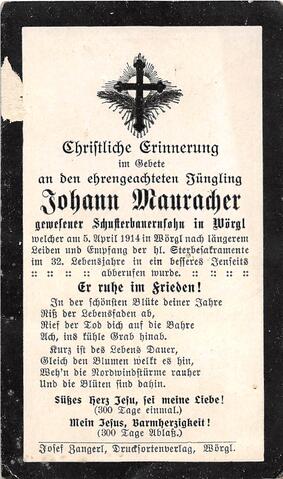 Christliche Erinnerung
im Gebete
an den ehrengeachteten Jüngling
Johann Mauracher
gewesener Schusterbauernsohn in Wörgl
welcher am 5. April 1914 in Wörgl nach längerem
Leiden und Empfang der hl. Sterbesakramente
im 32. Lebensjahre in ein besseres Jenseits
:: :: :: :: abberufen wurde. :: :: :: ::
Er ruhe im Frieden!
In der schönsten Blüte deiner Jahre
Riß der Lebensfaden ab,
Rief der Tod dich auf die Bahre
Ach, ins kühle Grab hinab.
Kurz ist des Lebens Dauer,
Gleich den Blumen welkt es hin,
Weh'n die Nordwindstürme rauher
Und die Blüten sind dahin.
Süßes Herz Jesu, sei meine Liebe!
(300 Tage einmal.)
Mein Jesus, Barmherzigkeit!
(300 Tage Ablaß.)
Josef Zangerl, Drucksortenverlag, Wörgl.